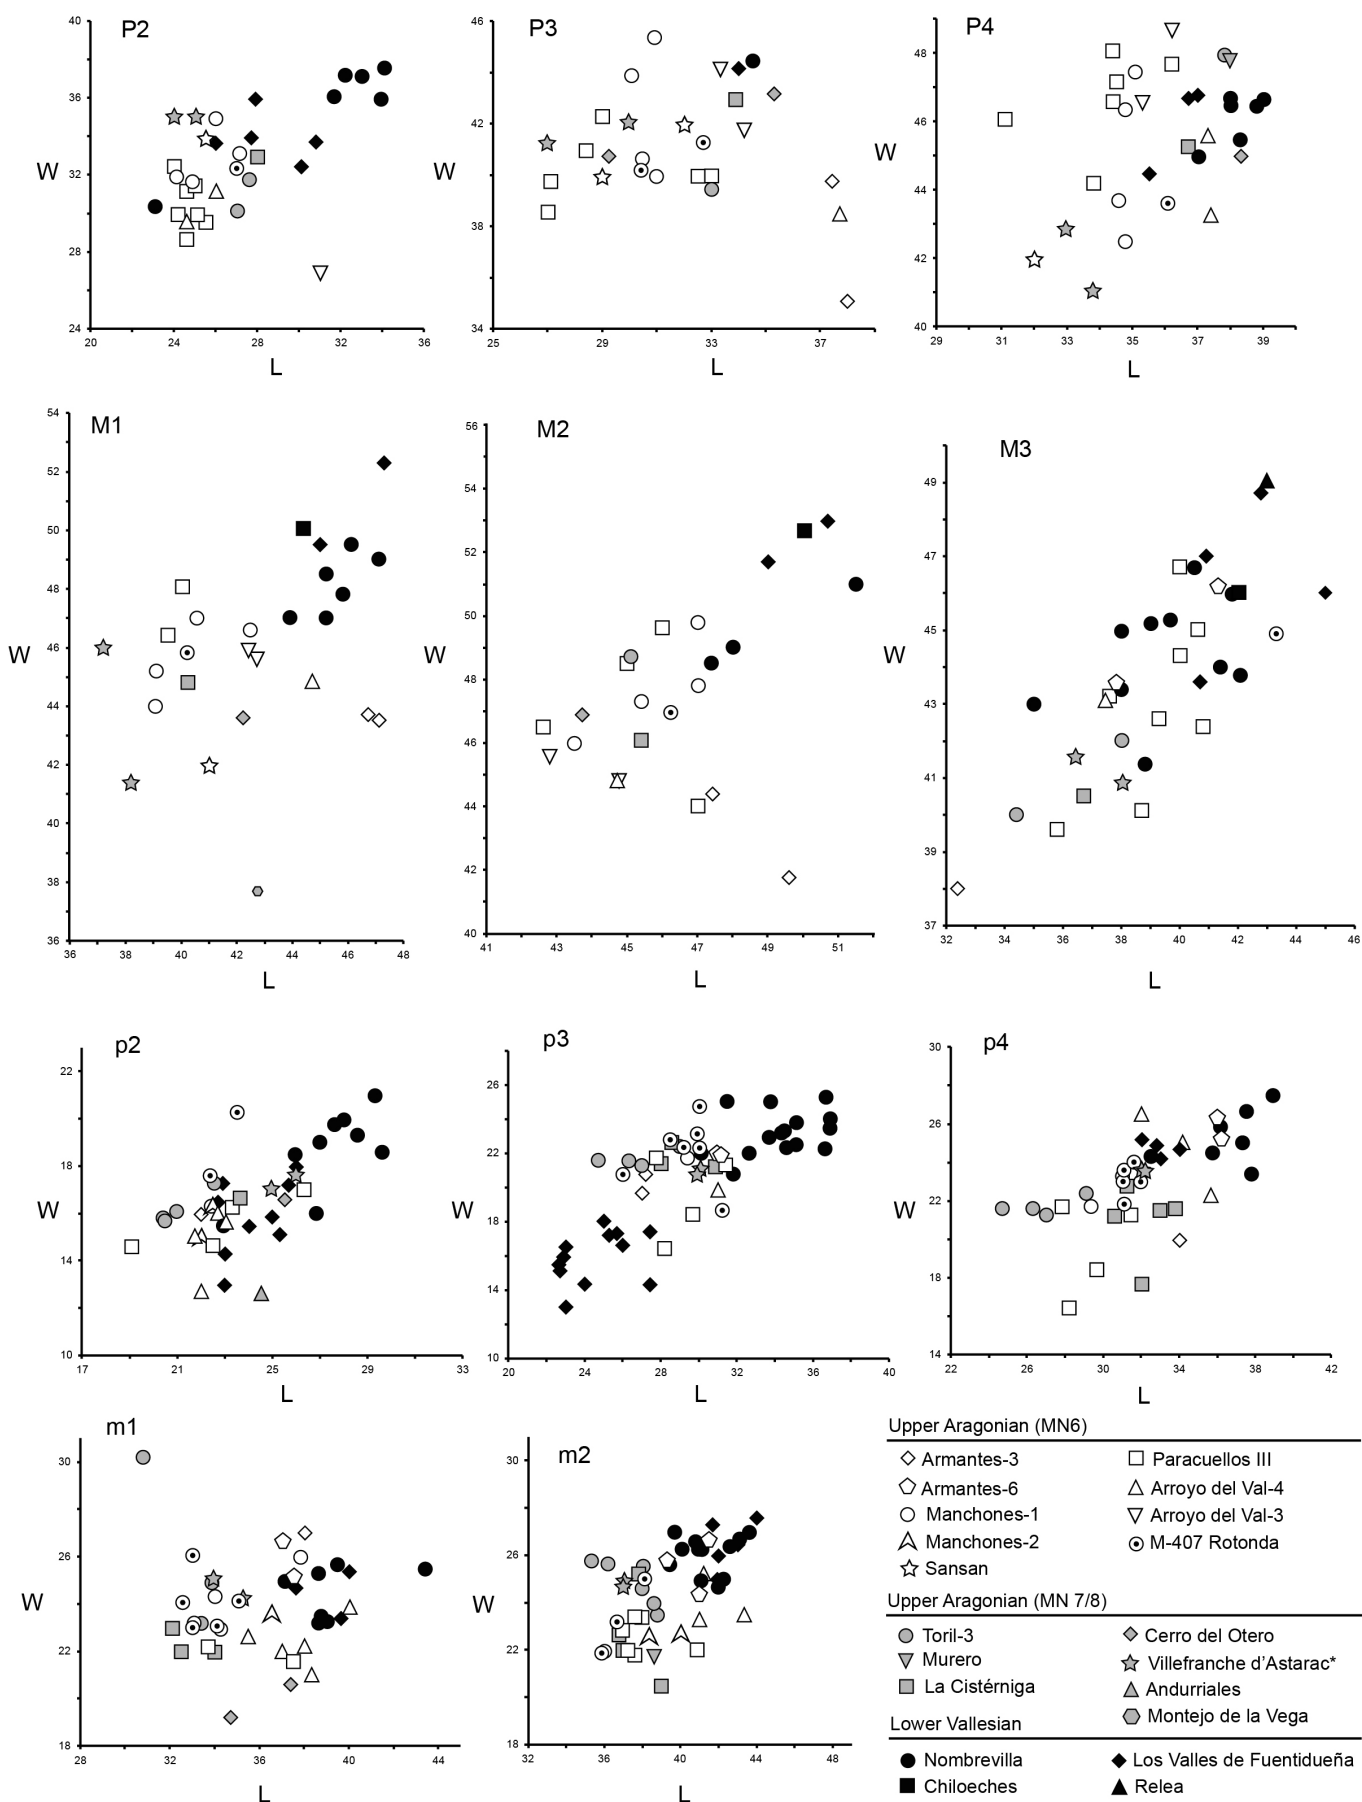 P2
40
36
32
28
24
W
20 24 28 32 36
L
P3
46
42
38
34
W
25 29 33 37
L
P4
48
46
44
42
40
W
29 31 33 35 37 39
L
M1
54
52
50
48
46
44
42
40
38
36
W
36 40 44 48
L
M2
56
54
52
50
48
46
44
42
40
W
41 43 45 47 49 51
L
M3
49
47
45
43
41
39
37
W
32 34 36 38 40 42 44 46
L
p2
22
18
14
10
W
17 21 25 29 33
L
p3
26
22
18
14
10
W
20 24 28 32 36 40
L
p4
30
26
22
18
14
W
22 26 30 34 38 42
L
m1
30
26
22
18
W
28 32 36 40 44
L
m2
30
26
22
18
W
32 36 40 44 48
L
Upper Aragonian (MN6)
Armantes-3
Paracuellos III
Armantes-6
Arroyo del Val-4
Manchones-1
Arroyo del Val-3
Manchones-2
M-407 Rotonda
Sansan
Upper Aragonian (MN 7/8)
Toril-3
Cerro del Otero
Murero
Villefranche d'Astarac*
La Cistérniga
Andurriales
Montejo de la Vega
Lower Vallesian
Nombrevilla
Los Valles de Fuentidueña
Chiloeches
Relea